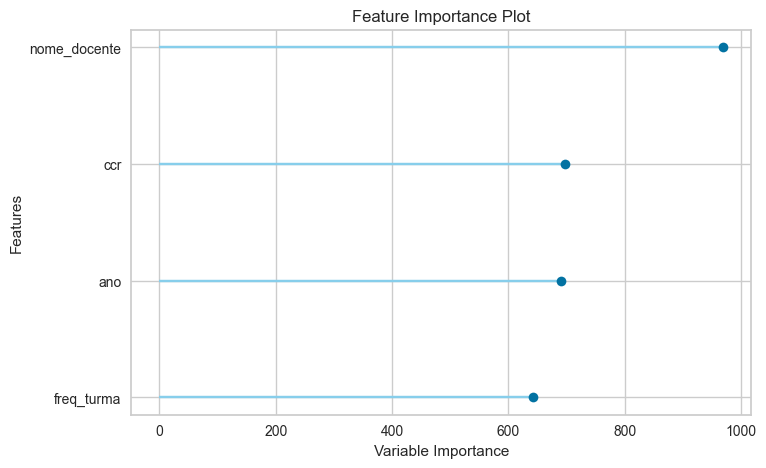 Feature Importance Plot
nome_docente
ccr
ano
freq_turma
Features
0 200 400 600 800 1000
Variable Importance